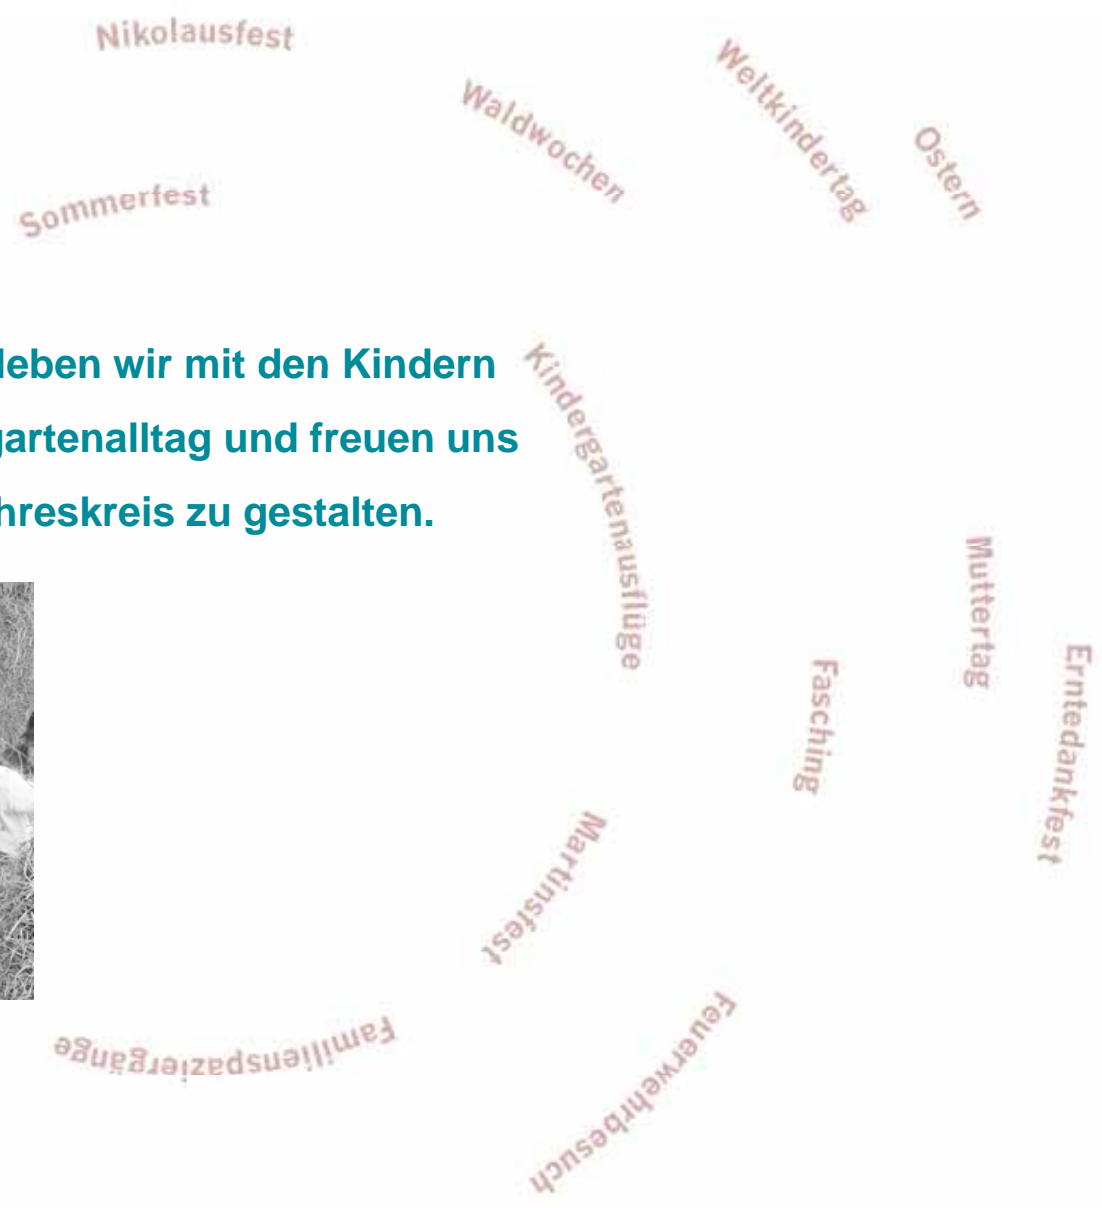 Nikolausfest
Weltkindertag
Waldwochen
Ostern
Sommerfest
leben wir mit den Kindern
gartenalltag und freuen uns
hreskreis zu gestalten.
Kindergartenausflüge
Muttertag
Erntedankfest
Fasching
Martinsfest
Feuerwehrbesuch
Familienspaziergänge